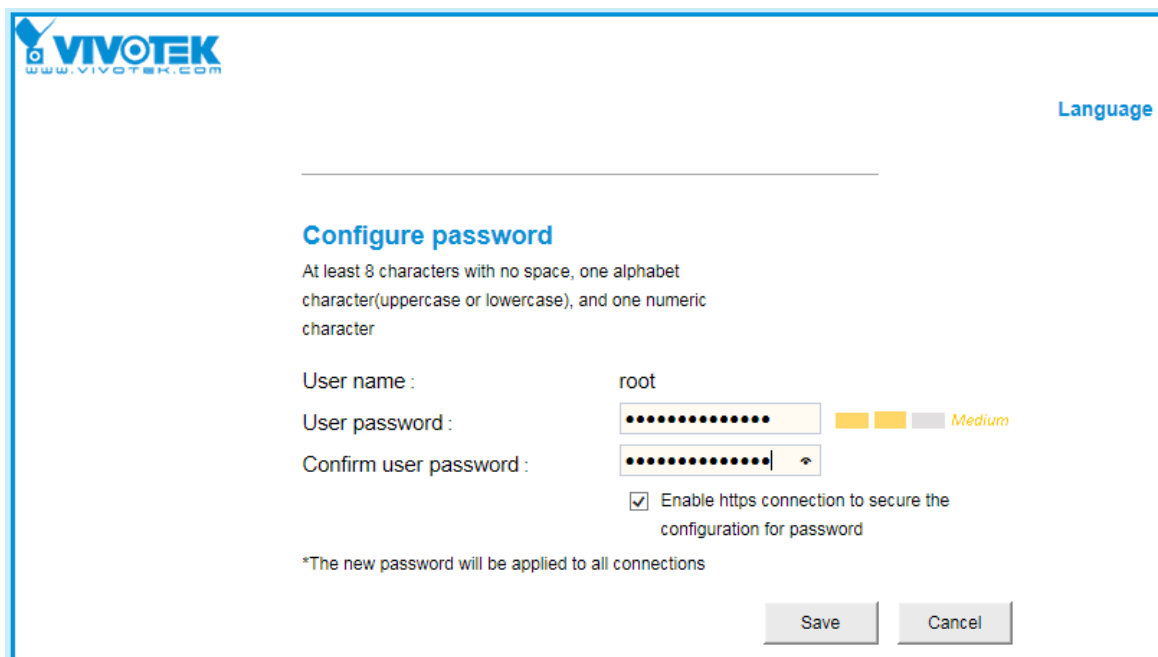 VIVOTEK
www.vivotek.com
Language
Configure password
At least 8 characters with no space, one alphabet
character(uppercase or lowercase), and one numeric
character
User name : root
User password : •••••••••••••• Medium
Confirm user password : ••••••••••••••
Enable https connection to secure the
configuration for password
*The new password will be applied to all connections
Save Cancel